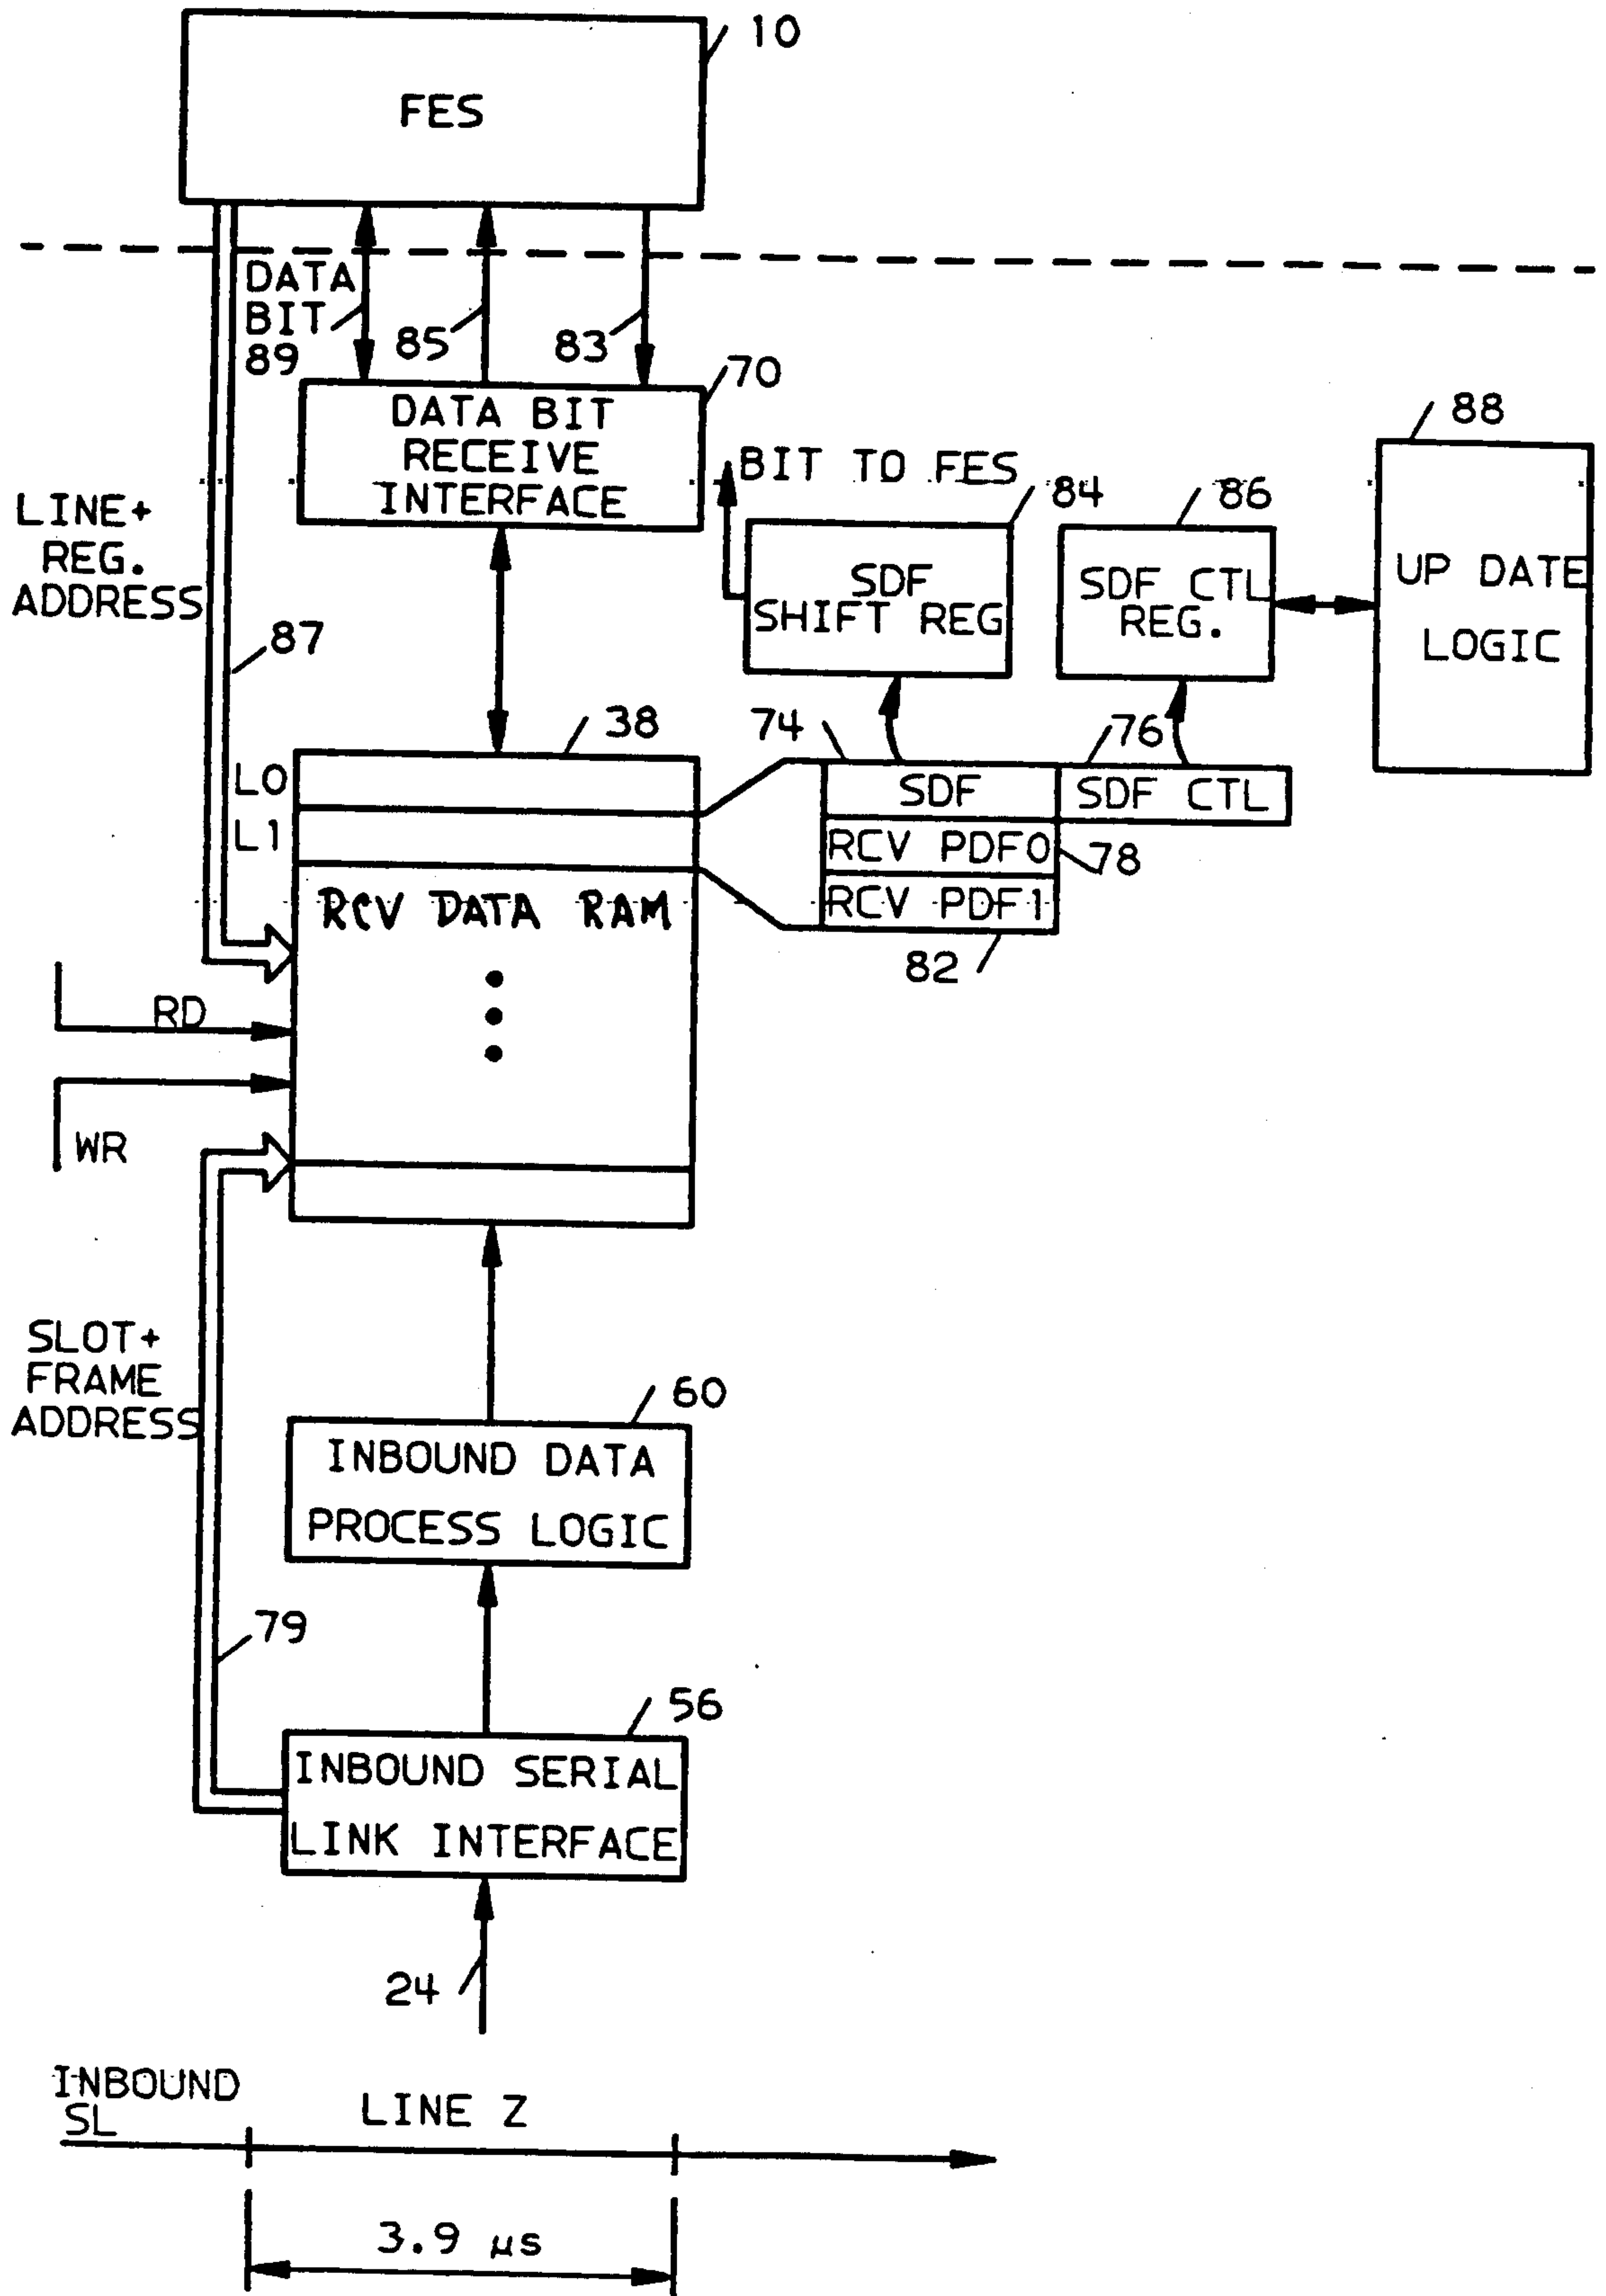 10
FES
DATA
BIT
89
85
83
70
DATA BIT
RECEIVE
INTERFACE
BIT TO FES
84
86
88
LINE+
REG.
ADDRESS
SDF
SHIFT REG
SDF CTL
REG.
UP DATE
LOGIC
87
38
74
76
L0
L1
SDF
SDF CTL
RCV PDF0
78
RCV PDF1
82
RCV DATA RAM
RD
WR
SLOT+
FRAME
ADDRESS
60
INBOUND DATA
PROCESS LOGIC
79
56
INBOUND SERIAL
LINK INTERFACE
24
INBOUND
SL
LINE Z
3.9 µs